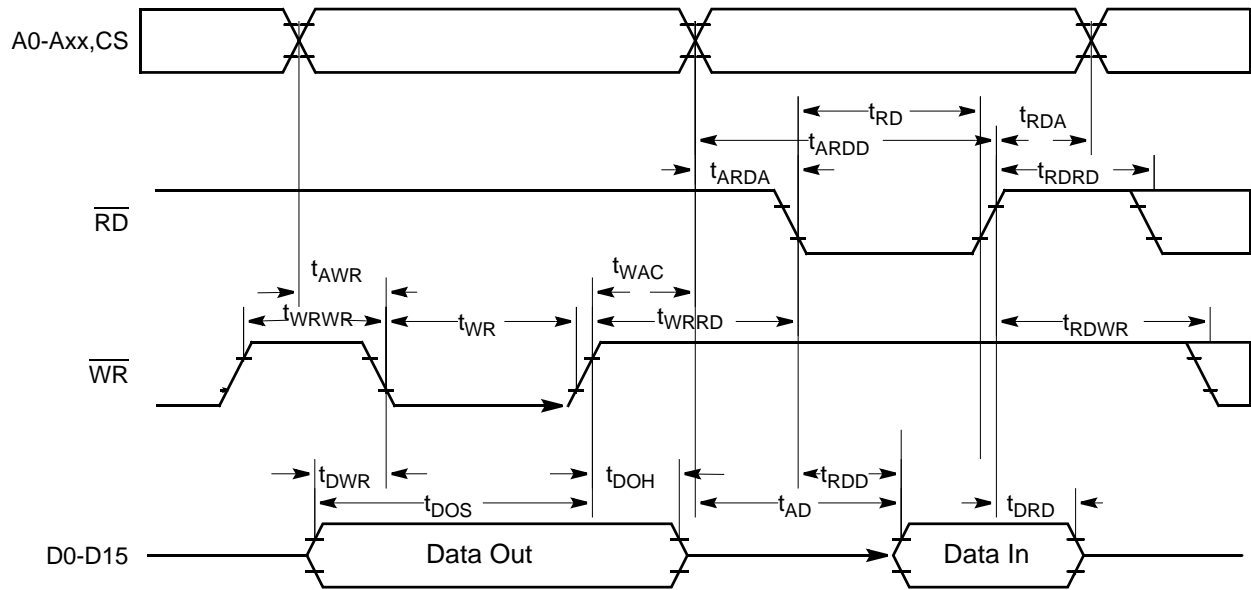 A0-Axx,CS
tRD
tRDA
tARDD
tARDA
tRDRD
RD
tAWR
tWAC
tWRWR
tWR
tWRRD
tRDWR
WR
tDWR
tDOH
tRDD
tDOS
tAD
tDRD
D0-D15
Data Out
Data In